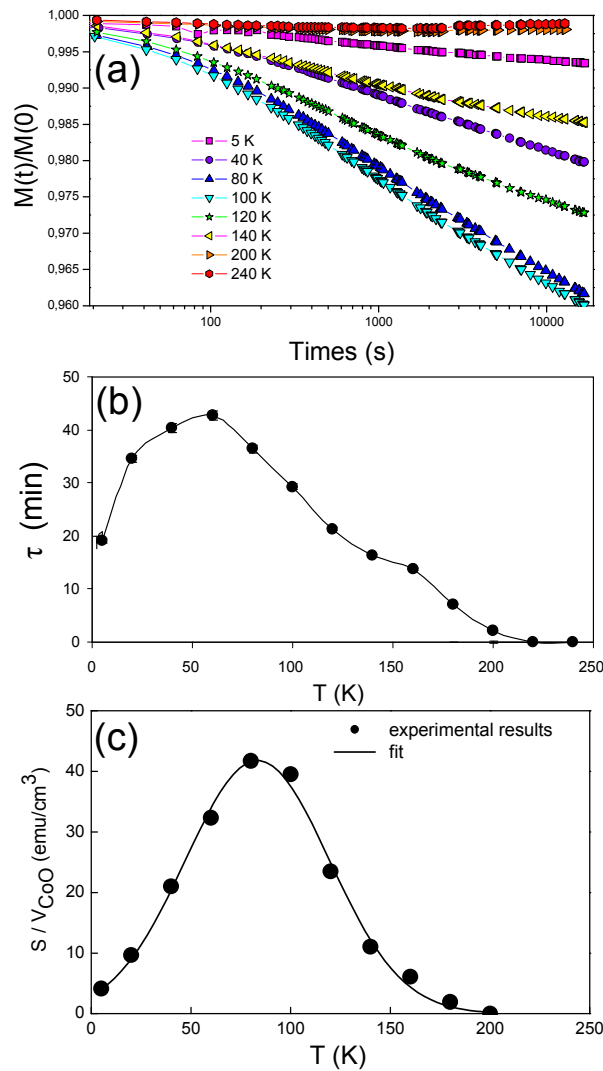 (a)
M(t)/M(0)
1,000
0,995
0,990
0,985
0,980
0,975
0,970
0,965
0,960
5 K
40 K
80 K
100 K
120 K
140 K
200 K
240 K
100 1000 10000
Times (s)
(b)
τ (min)
50
40
30
20
10
0
0 50 100 150 200 250
T (K)
(c)
S / V_CoO (emu/cm³)
50
40
30
20
10
0
experimental results
fit
0 50 100 150 200 250
T (K)